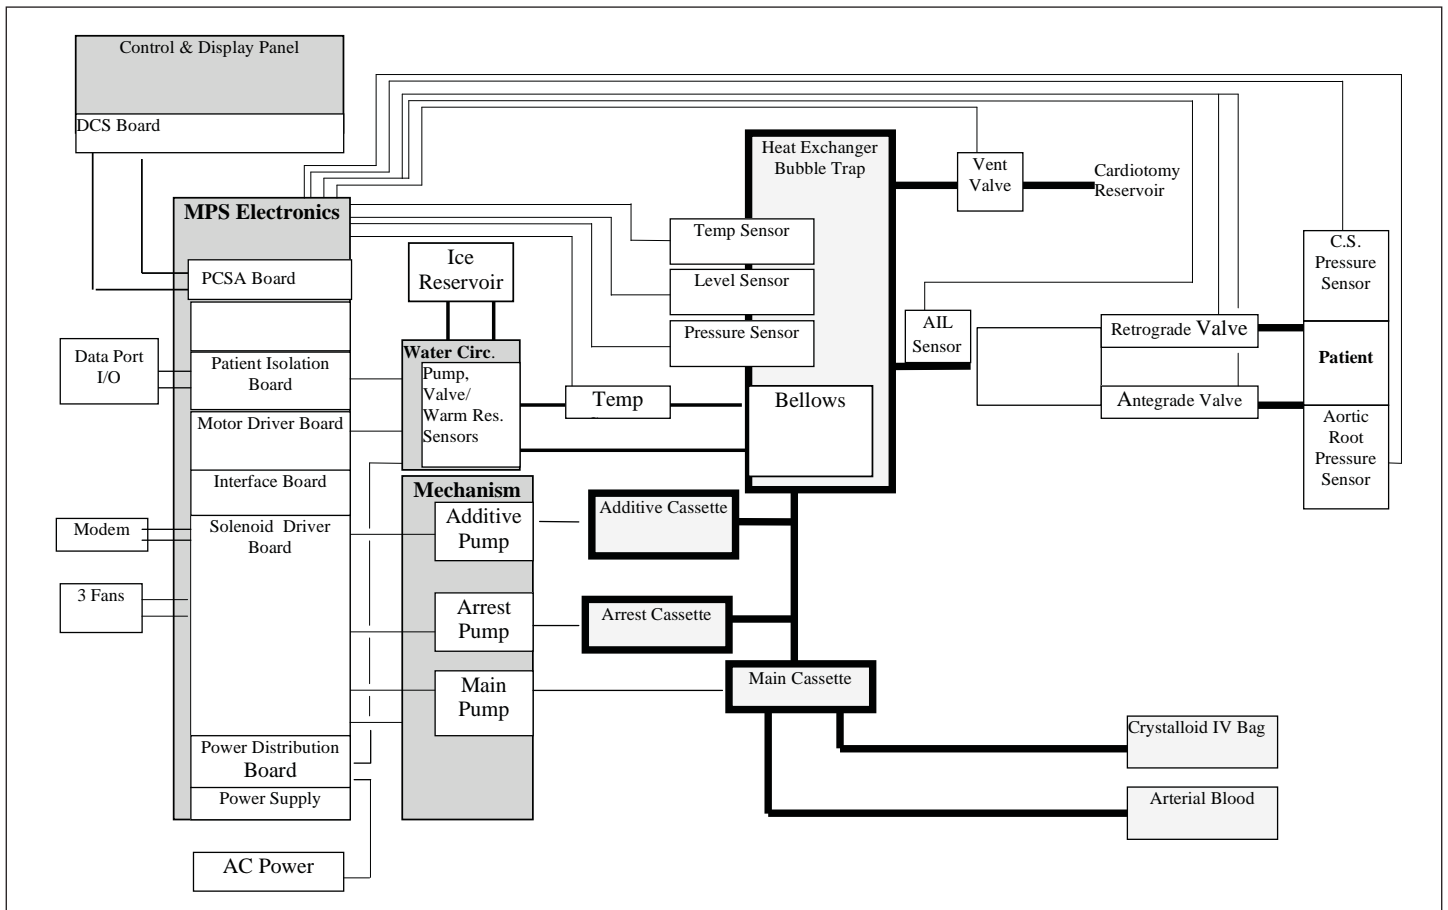 Control & Display Panel
DCS Board
MPS Electronics
PCSA Board
Patient Isolation
Board
Motor Driver Board
Interface Board
Solenoid Driver
Board
Power Distribution
Board
Power Supply
Data Port
I/O
Modem
3 Fans
AC Power
Ice
Reservoir
Water Circ.
Pump,
Valve/
Warm Res.
Sensors
Temp
Mechanism
Additive
Pump
Arrest
Pump
Main
Pump
Heat Exchanger
Bubble Trap
Temp Sensor
Level Sensor
Pressure Sensor
Bellows
Additive Cassette
Arrest Cassette
Main Cassette
Vent
Valve
Cardiotomy
Reservoir
AIL
Sensor
Retrograde Valve
Antegrade Valve
C.S.
Pressure
Sensor
Patient
Aortic
Root
Pressure
Sensor
Crystalloid IV Bag
Arterial Blood